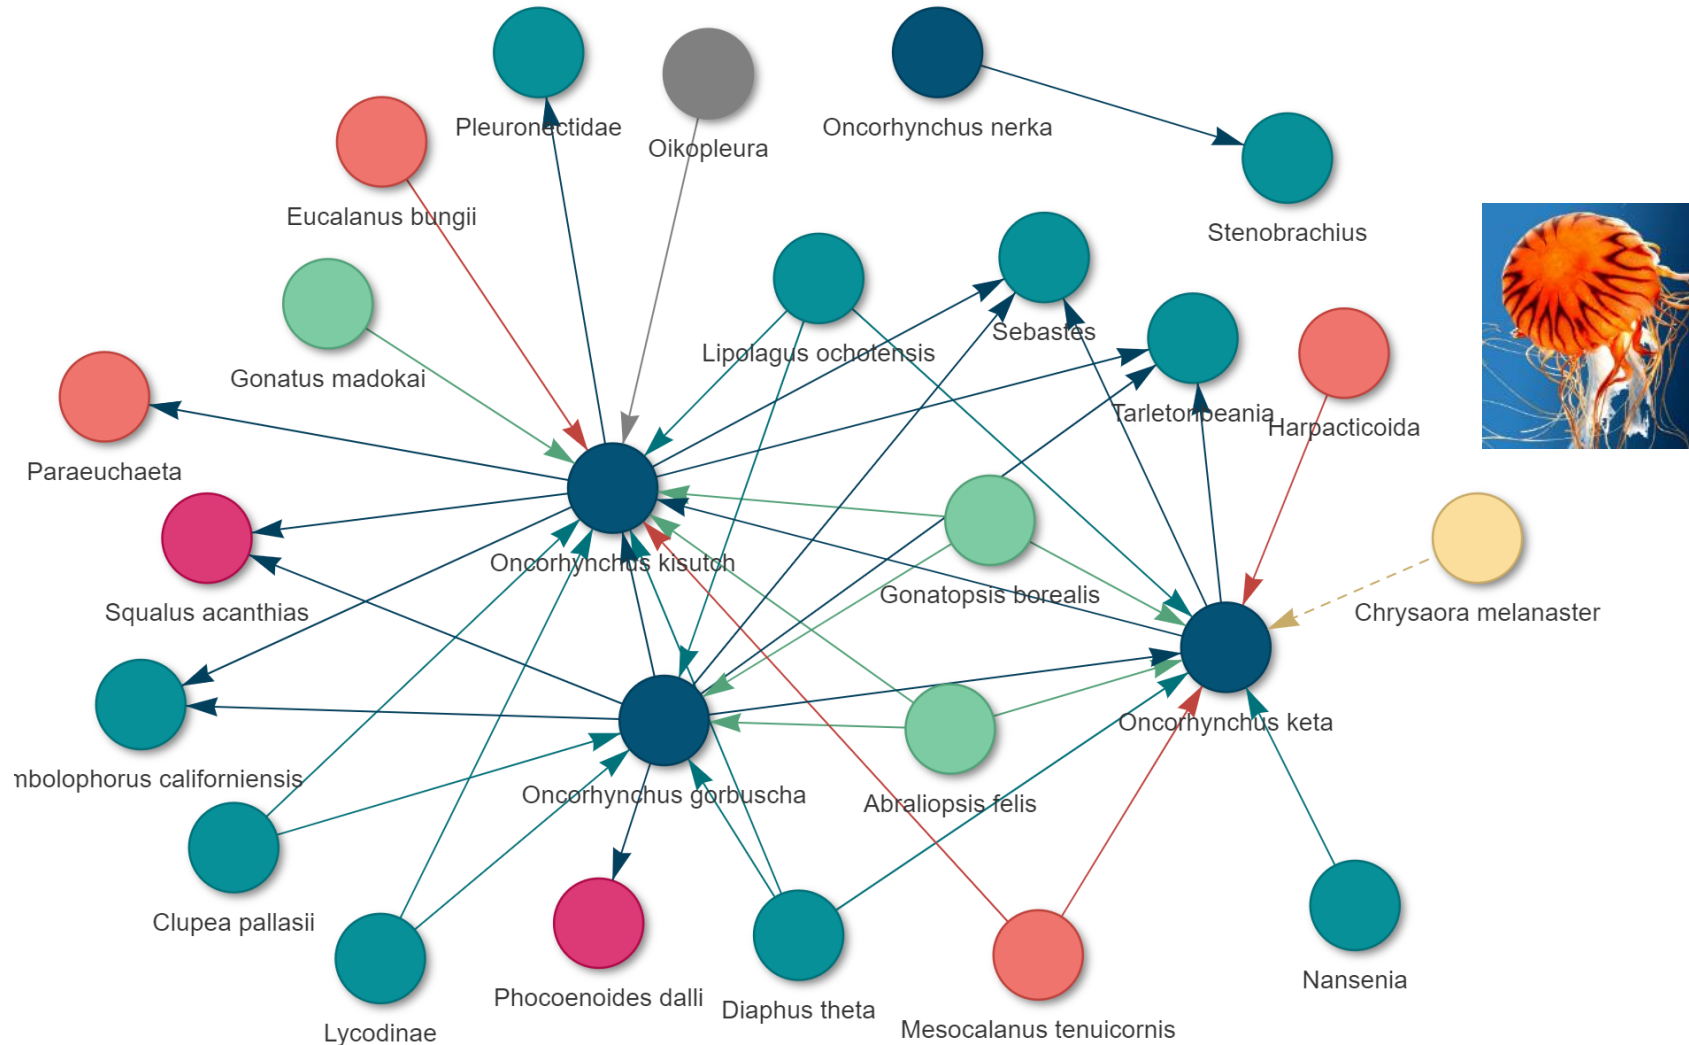 Pleuronectidae
Oikopleura
Oncorhynchus nerka
Eucalanus bungii
Stenobrachius
Sebastes
Lipolagus ochotensis
Gonatus madokai
Tarletonbeania
Harpacticoida
Paraeuchaeta
Oncorhynchus kisutch
Gonatopsis borealis
Squalus acanthias
Chrysaora melanaster
Oncorhynchus keta
mbolophorus californiensis
Oncorhynchus gorbuscha
Abraliopsis felis
Clupea pallasii
Nansenia
Phocoenoides dalli
Diaphus theta
Mesocalanus tenuicornis
Lycodinae